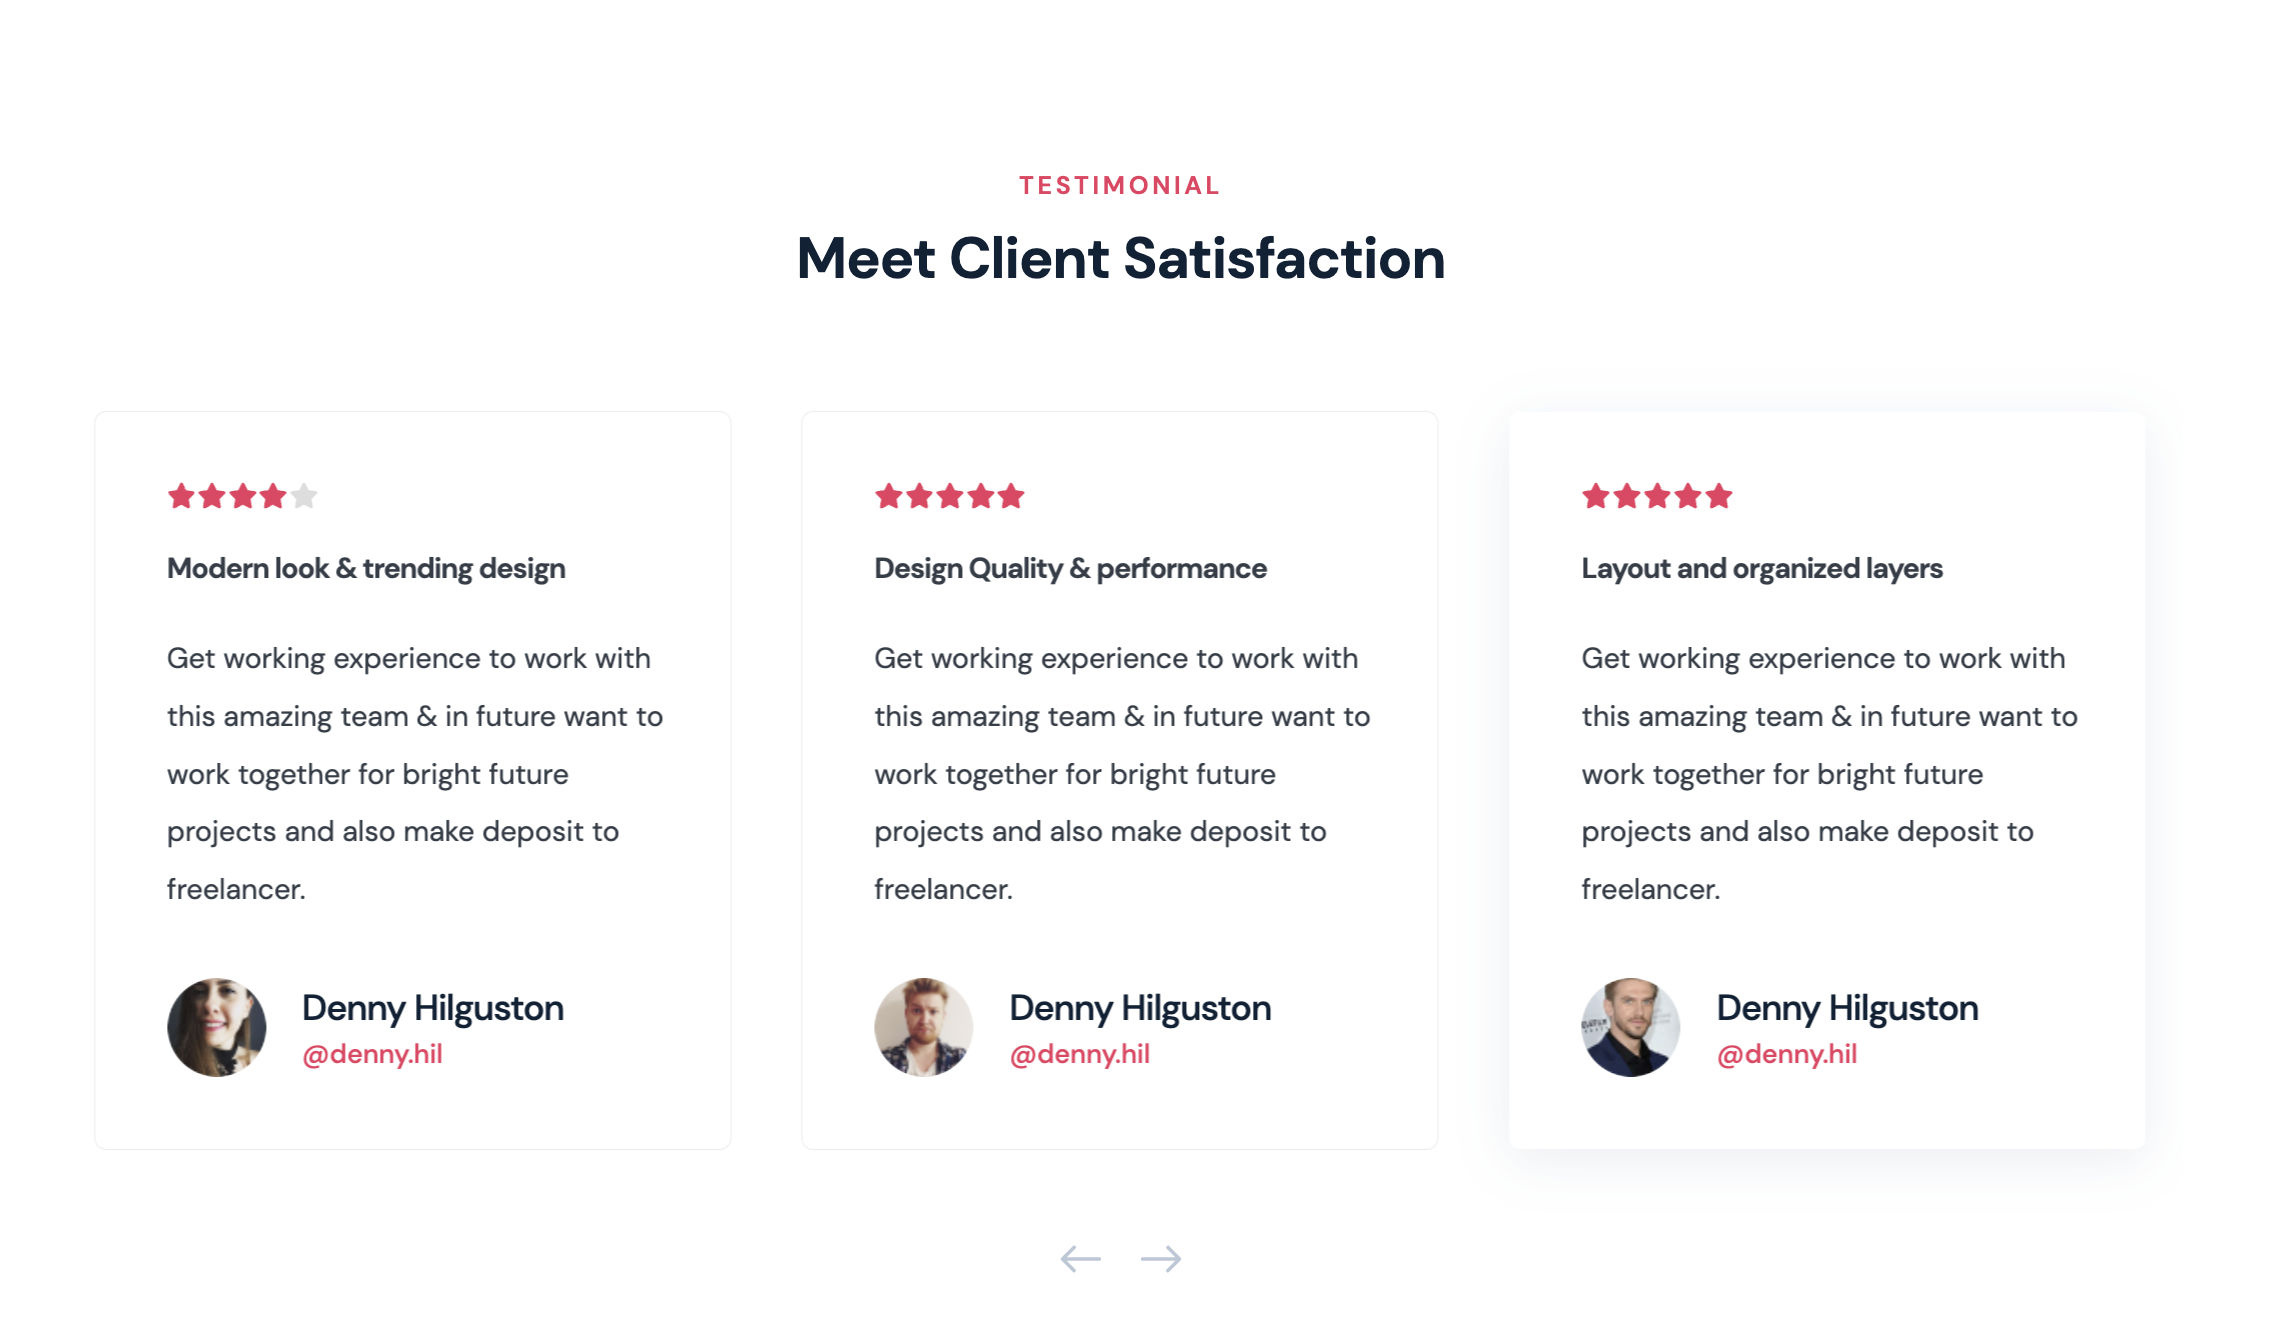 TESTIMONIAL
Meet Client Satisfaction
Modern look & trending design
Get working experience to work with
this amazing team & in future want to
work together for bright future
projects and also make deposit to
freelancer.
Denny Hilguston
@denny.hil
Design Quality & performance
Get working experience to work with
this amazing team & in future want to
work together for bright future
projects and also make deposit to
freelancer.
Denny Hilguston
@denny.hil
Layout and organized layers
Get working experience to work with
this amazing team & in future want to
work together for bright future
projects and also make deposit to
freelancer.
Denny Hilguston
@denny.hil